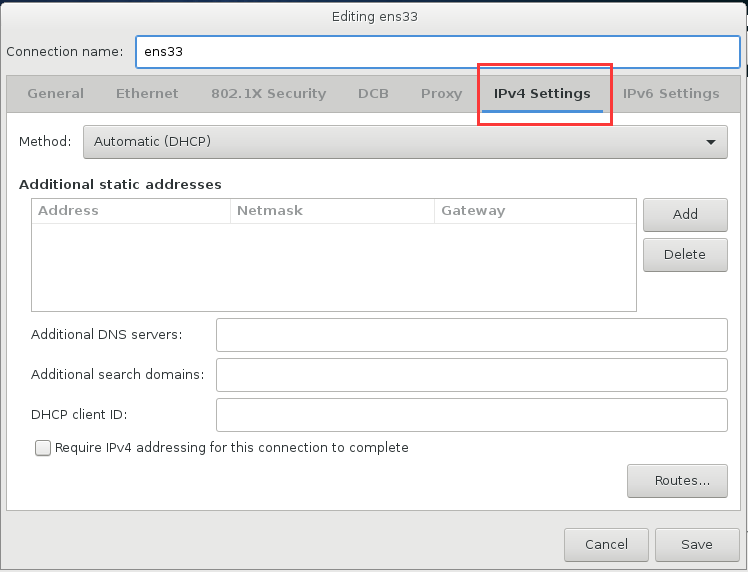 Editing ens33
Connection name: ens33
General Ethernet 802.1X Security DCB Proxy IPv4 Settings IPv6 Settings
Method: Automatic (DHCP)
Additional static addresses
Address Netmask Gateway
Add
Delete
Additional DNS servers:
Additional search domains:
DHCP client ID:
Require IPv4 addressing for this connection to complete
Routes...
Cancel Save